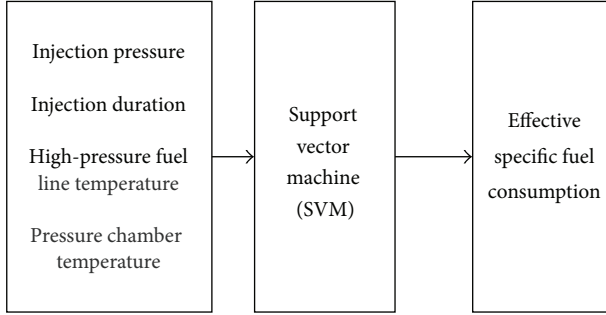 Injection pressure
Injection duration
High-pressure fuel
line temperature
Pressure chamber
temperature
Support
vector
machine
(SVM)
Effective
specific fuel
consumption